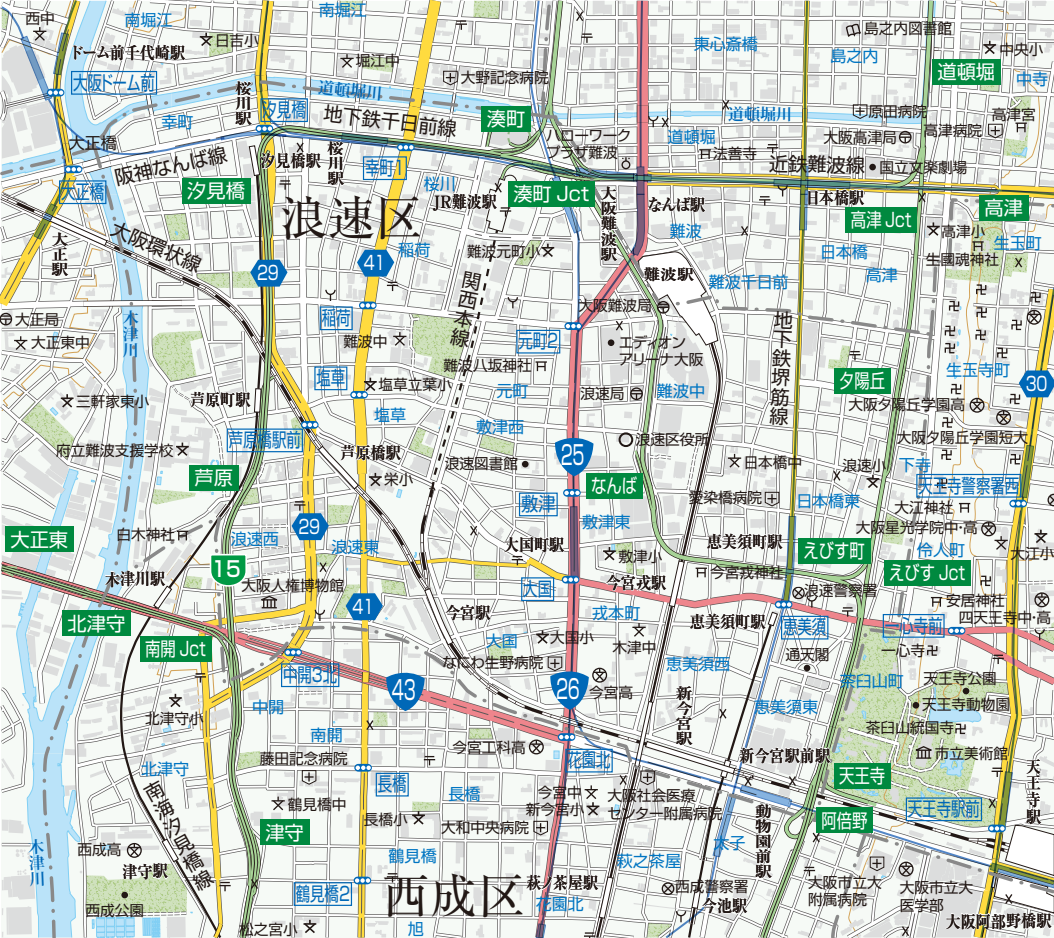 西中
南堀江
南堀江
日吉小
島之内図書館
ドーム前千代崎駅
堀江中
東心斎橋
島之内
中央小
大阪ドーム前
大野記念病院
道頓堀
中寺
桜川駅
汐見橋
道頓堀川
湊町
道頓堀川
原田病院
高津宮
幸町
地下鉄千日前線
ハローワーク
プラザ難波
道頓堀
大阪高津局
高津病院
大正橋
桜川駅
法善寺
阪神なんば線
汐見橋駅
幸町1
近鉄難波線
国立文楽劇場
大正橋
汐見橋
桜川
JR難波駅
湊町 Jct
大阪難波駅
なんば駅
日本橋駅
高津
浪速区
高津 Jct
大正駅
大阪環状線
稲荷
難波元町小
難波
高津小
生玉町
29
41
関西本線
難波駅
日本橋
生國魂神社
難波千日前
高津
大正局
木津川
稲荷
大阪難波局
地下鉄堺筋線
大正東中
難波中
元町2
エディオン
アリーナ大阪
難波八坂神社
塩草
塩草立葉小
元町
浪速局
難波中
夕陽丘
生玉寺町
30
三軒家東小
芦原町駅
塩草
敷津西
大阪夕陽丘学園高
芦原橋駅前
浪速区役所
大阪夕陽丘学園短大
府立難波支援学校
芦原橋駅
25
浪速図書館
日本橋中
浪速小
下寺
芦原
栄小
なんば
天王寺警察署西
敷津
愛染橋病院
日本橋東
大江神社
大正東
白木神社
浪速西
29
浪速東
敷津東
大阪星光学院中・高
大国町駅
恵美須町駅
えびす町
伶人町
大江小
15
敷津小
木津川駅
大阪人権博物館
大国
今宮戎駅
今宮戎神社
えびす Jct
浪速警察署
安居神社
北津守
41
今宮駅
戎本町
恵美須町駅
恵美須
一心寺前
四天王寺中・高
南開 Jct
大国
大国小
木津中
一心寺
なにわ生野病院
恵美須西
通天閣
中開3北
43
26
今宮高
茶臼山町
天王寺公園
北津守小
中開
新今宮駅
恵美須東
天王寺動物園
南開
茶臼山統国寺
今宮工科高
藤田記念病院
花園北
新今宮駅前駅
市立美術館
北津守
天王寺
天王寺駅
南海汐見橋線
長橋
長橋
今宮中
新今宮小
大阪社会医療
センター附属病院
鶴見橋中
天王寺駅前
津守
長橋小
大和中央病院
動物園前駅
阿倍野
木津川
西成高
津守駅
鶴見橋
萩之茶屋
太子
鶴見橋2
西成区
萩ノ茶屋駅
西成警察署
大阪市立大
附属病院
大阪市立大
医学部
西成公園
花園北
今池駅
松之宮小
旭
大阪阿部野橋駅